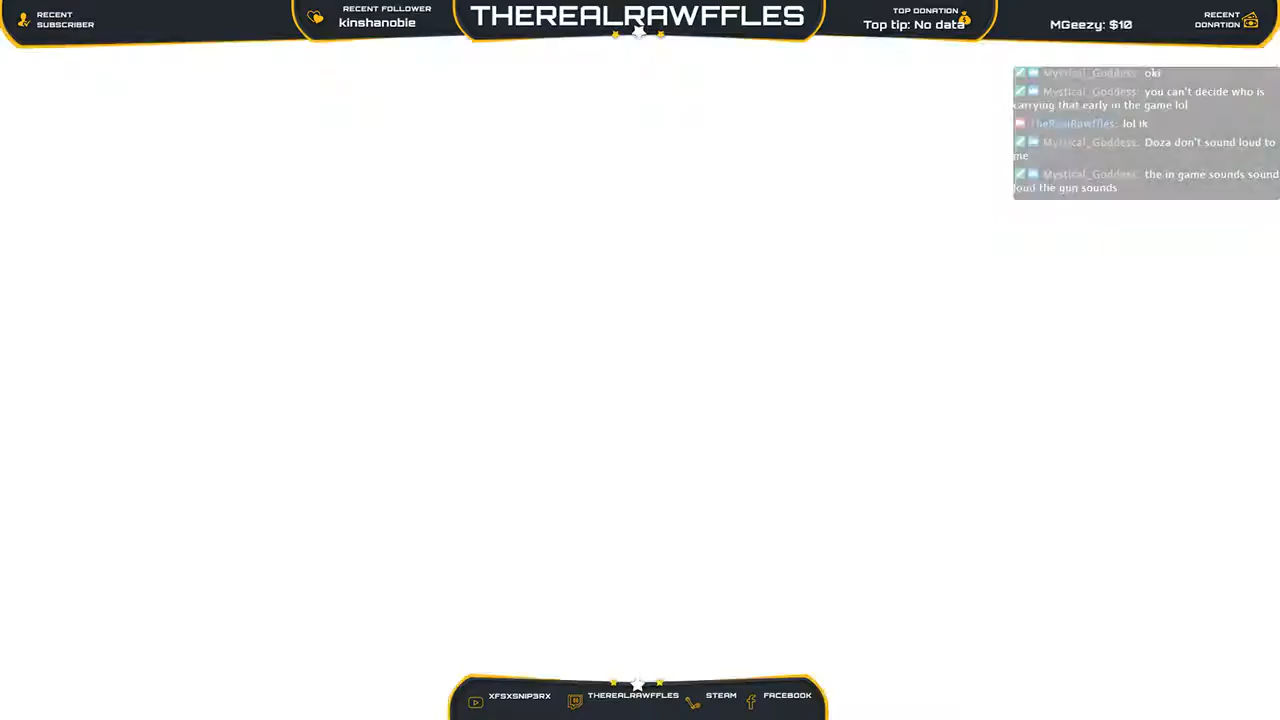 RECENT
SUBSCRIBER
RECENT FOLLOWER
kinshanobie
THEREALRAWFFLES
TOP DONATION
Top tip: No data
MGeezy: $10
RECENT
DONATION
Mystical_Goddess: oki
Mystical_Goddess: you can't decide who is
carrying that early in the game lol
TheRealRawffles: lol ik
Mystical_Goddess: Doza don't sound loud to
me
Mystical_Goddess: the in game sounds sound
loud the gun sounds
XFSXSNIP3RX
THEREALRAWFFLES
STEAM
FACEBOOK